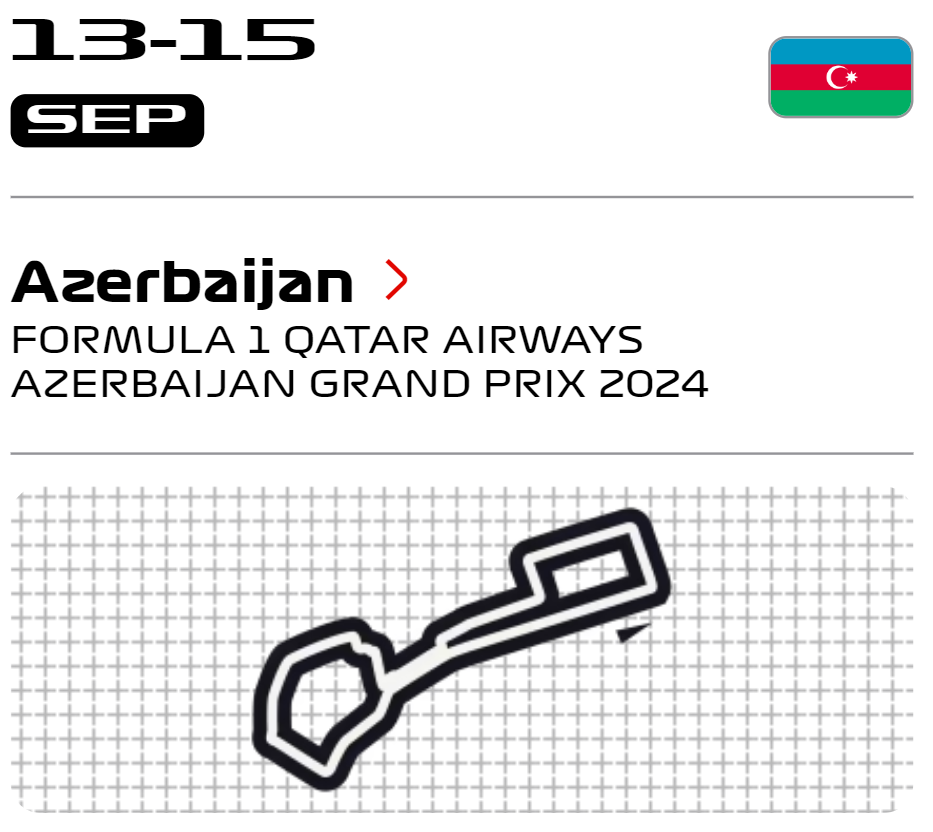 13-15
SEP
Azerbaijan
FORMULA 1 QATAR AIRWAYS
AZERBAIJAN GRAND PRIX 2024